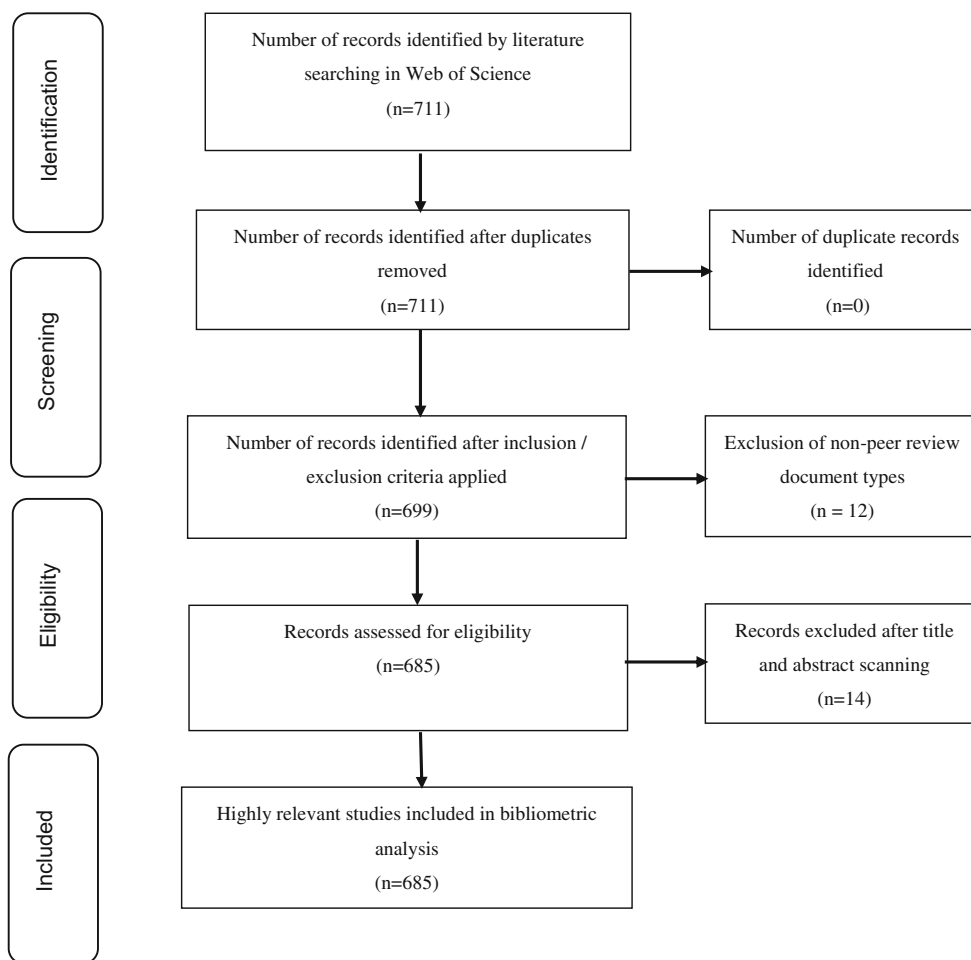 Identification
Number of records identified by literature
searching in Web of Science
(n=711)
Number of records identified after duplicates
removed
(n=711)
Number of duplicate records
identified
(n=0)
Screening
Number of records identified after inclusion /
exclusion criteria applied
(n=699)
Exclusion of non-peer review
document types
(n = 12)
Eligibility
Records assessed for eligibility
(n=685)
Records excluded after title
and abstract scanning
(n=14)
Included
Highly relevant studies included in bibliometric
analysis
(n=685)